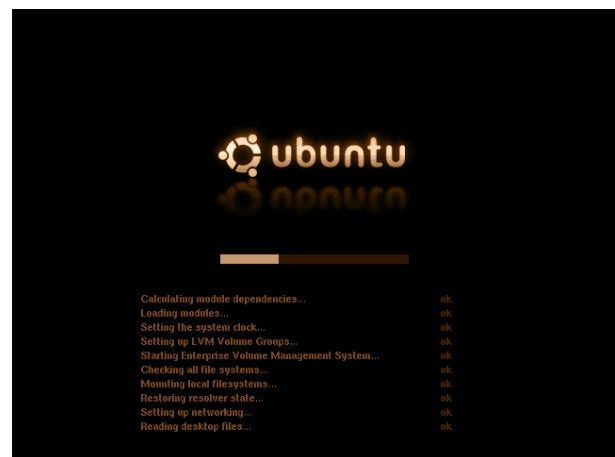 ubuntu
Calculating module dependencies... ok
Loading modules... ok
Setting the system clock... ok
Setting up LVM Volume Groups... ok
Starting Enterprise Volume Management System... ok
Checking all file systems... ok
Mounting local filesystems... ok
Restoring resolver state... ok
Setting up networking... ok
Reading desktop files... ok